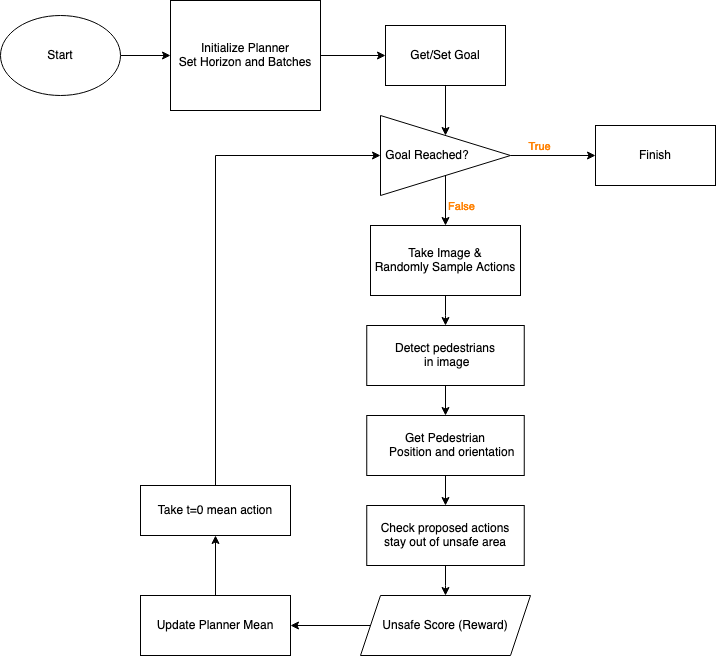 Start
Initialize Planner
Set Horizon and Batches
Get/Set Goal
Goal Reached?
True
Finish
False
Take Image &
Randomly Sample Actions
Detect pedestrians
in image
Get Pedestrian
Position and orientation
Check proposed actions
stay out of unsafe area
Unsafe Score (Reward)
Update Planner Mean
Take t=0 mean action